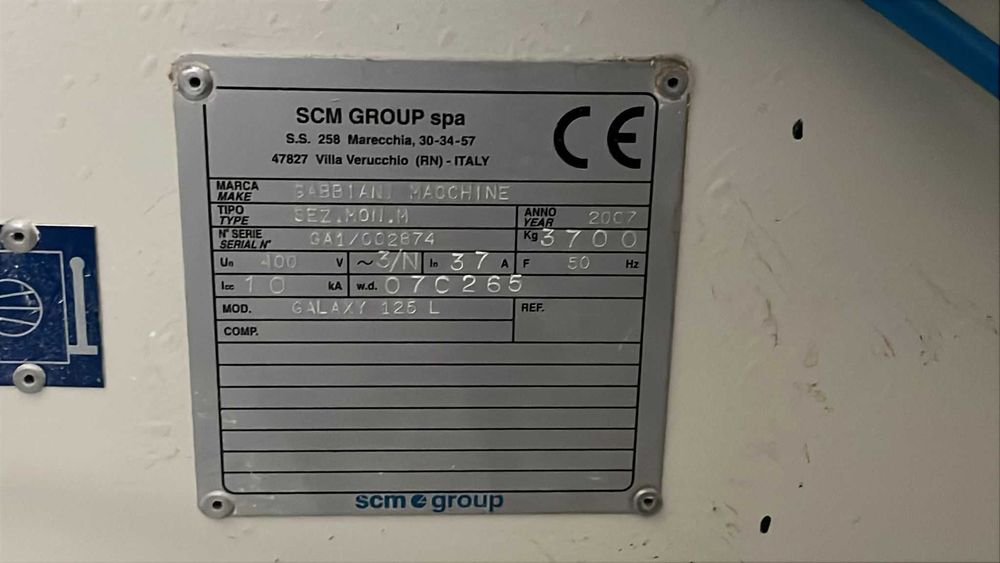 SCM GROUP spa
S.S. 258 Marecchia, 30-34-57
47827 Villa Verucchio (RN) - ITALY
CE
MARCA
MAKE GABBIANI MACCHINE
TIPO
TYPE SEZ.MON.M
ANNO
YEAR 2007
N° SERIE
SERIAL N° GA1/002874
Kg 3700
Un 400 V ~ 3/N In 37 A F 50 Hz
Icc 10 kA w.d. 07C265
MOD. GALAXY 125 L REF.
COMP.
scm group